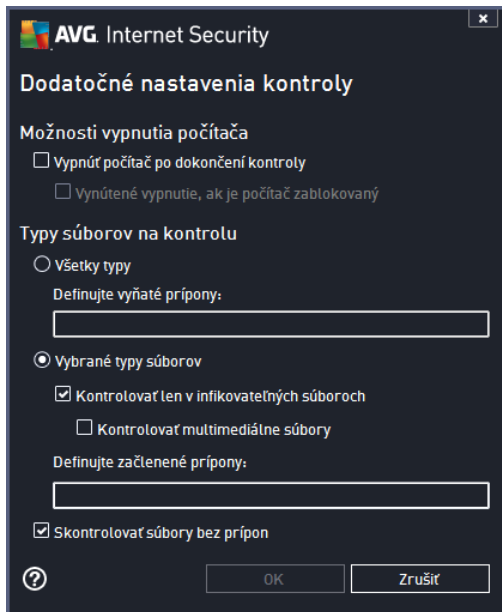 AVG. Internet Security
Dodatočné nastavenia kontroly
Možnosti vypnutia počítača
Vypnúť počítač po dokončení kontroly
Vynútené vypnutie, ak je počítač zablokovaný
Typy súborov na kontrolu
Všetky typy
Definujte vyňaté prípony:
Vybrané typy súborov
Kontrolovať len v infikovateľných súboroch
Kontrolovať multimediálne súbory
Definujte začlenené prípony:
Skontrolovať súbory bez prípon
OK
Zrušiť